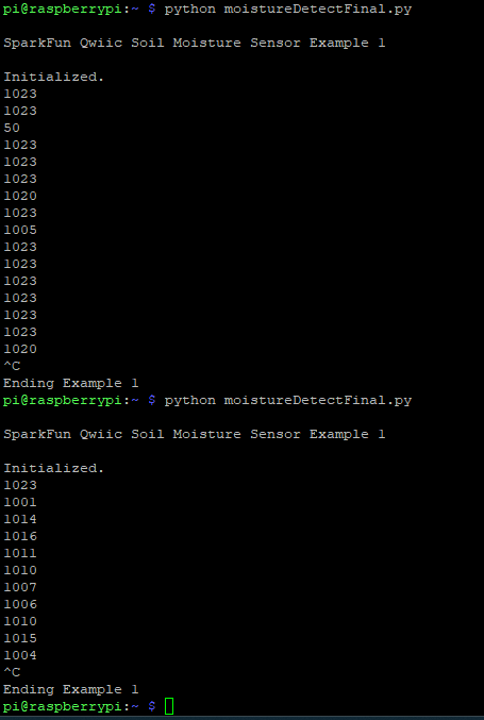 pi@raspberrypi:~ $ python moistureDetectFinal.py
SparkFun Qwiic Soil Moisture Sensor Example 1
Initialized.
1023
1023
50
1023
1023
1023
1020
1023
1005
1023
1023
1023
1023
1023
1023
1020
^C
Ending Example 1
pi@raspberrypi:~ $ python moistureDetectFinal.py
SparkFun Qwiic Soil Moisture Sensor Example 1
Initialized.
1023
1001
1014
1016
1011
1010
1007
1006
1010
1015
1004
^C
Ending Example 1
pi@raspberrypi:~ $